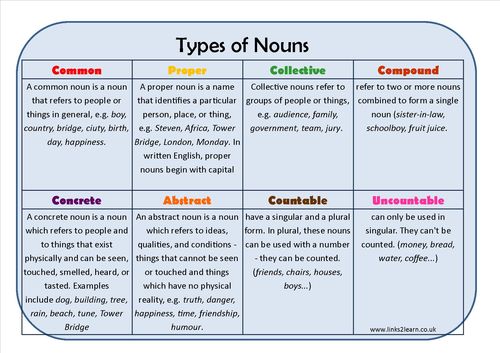 Types of Nouns
Common
A common noun is a noun
that refers to people or
things in general, e.g. boy,
country, bridge, ciuty, birth,
day, happiness.
Proper
A proper noun is a name
that identifies a particular
person, place, or thing,
e.g. Steven, Africa, Tower
Bridge, London, Monday. In
written English, proper
nouns begin with capital
Collective
Collective nouns refer to
groups of people or things,
e.g. audience, family,
government, team, jury.
Compound
refer to two or more nouns
combined to form a single
noun (sister-in-law,
schoolboy, fruit juice.
Concrete
A concrete noun is a noun
which refers to people and
to things that exist
physically and can be seen,
touched, smelled, heard, or
tasted. Examples
include dog, building, tree,
rain, beach, tune, Tower
Bridge
Abstract
An abstract noun is a noun
which refers to ideas,
qualities, and conditions -
things that cannot be seen
or touched and things
which have no physical
reality, e.g. truth, danger,
happiness, time, friendship,
humour.
Countable
have a singular and a plural
form. In plural, these nouns
can be used with a number
- they can be counted.
(friends, chairs, houses,
boys...)
Uncountable
can only be used in
singular. They can't be
counted. (money, bread,
water, coffee...)
www.links2learn.co.uk